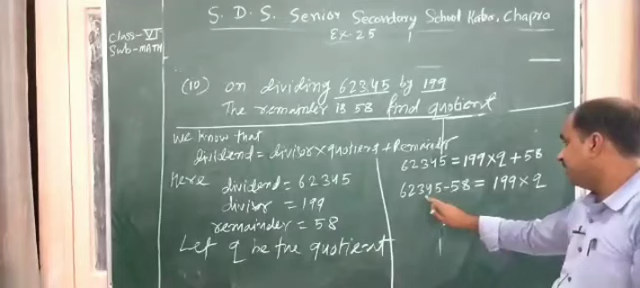 S. D. S. Senior Secondary School Kaba, Chapra
Ex-25
Class-VI
Sub-MATH
(10) on dividing 62345 by 199
The remainder is 58 find quotient
We know that
dividend = divisor × quotient + Remainder
Here dividend = 62345
divisor = 199
remainder = 58
Let q be the quotient
62345 = 199 × q + 58
62345 - 58 = 199 × q